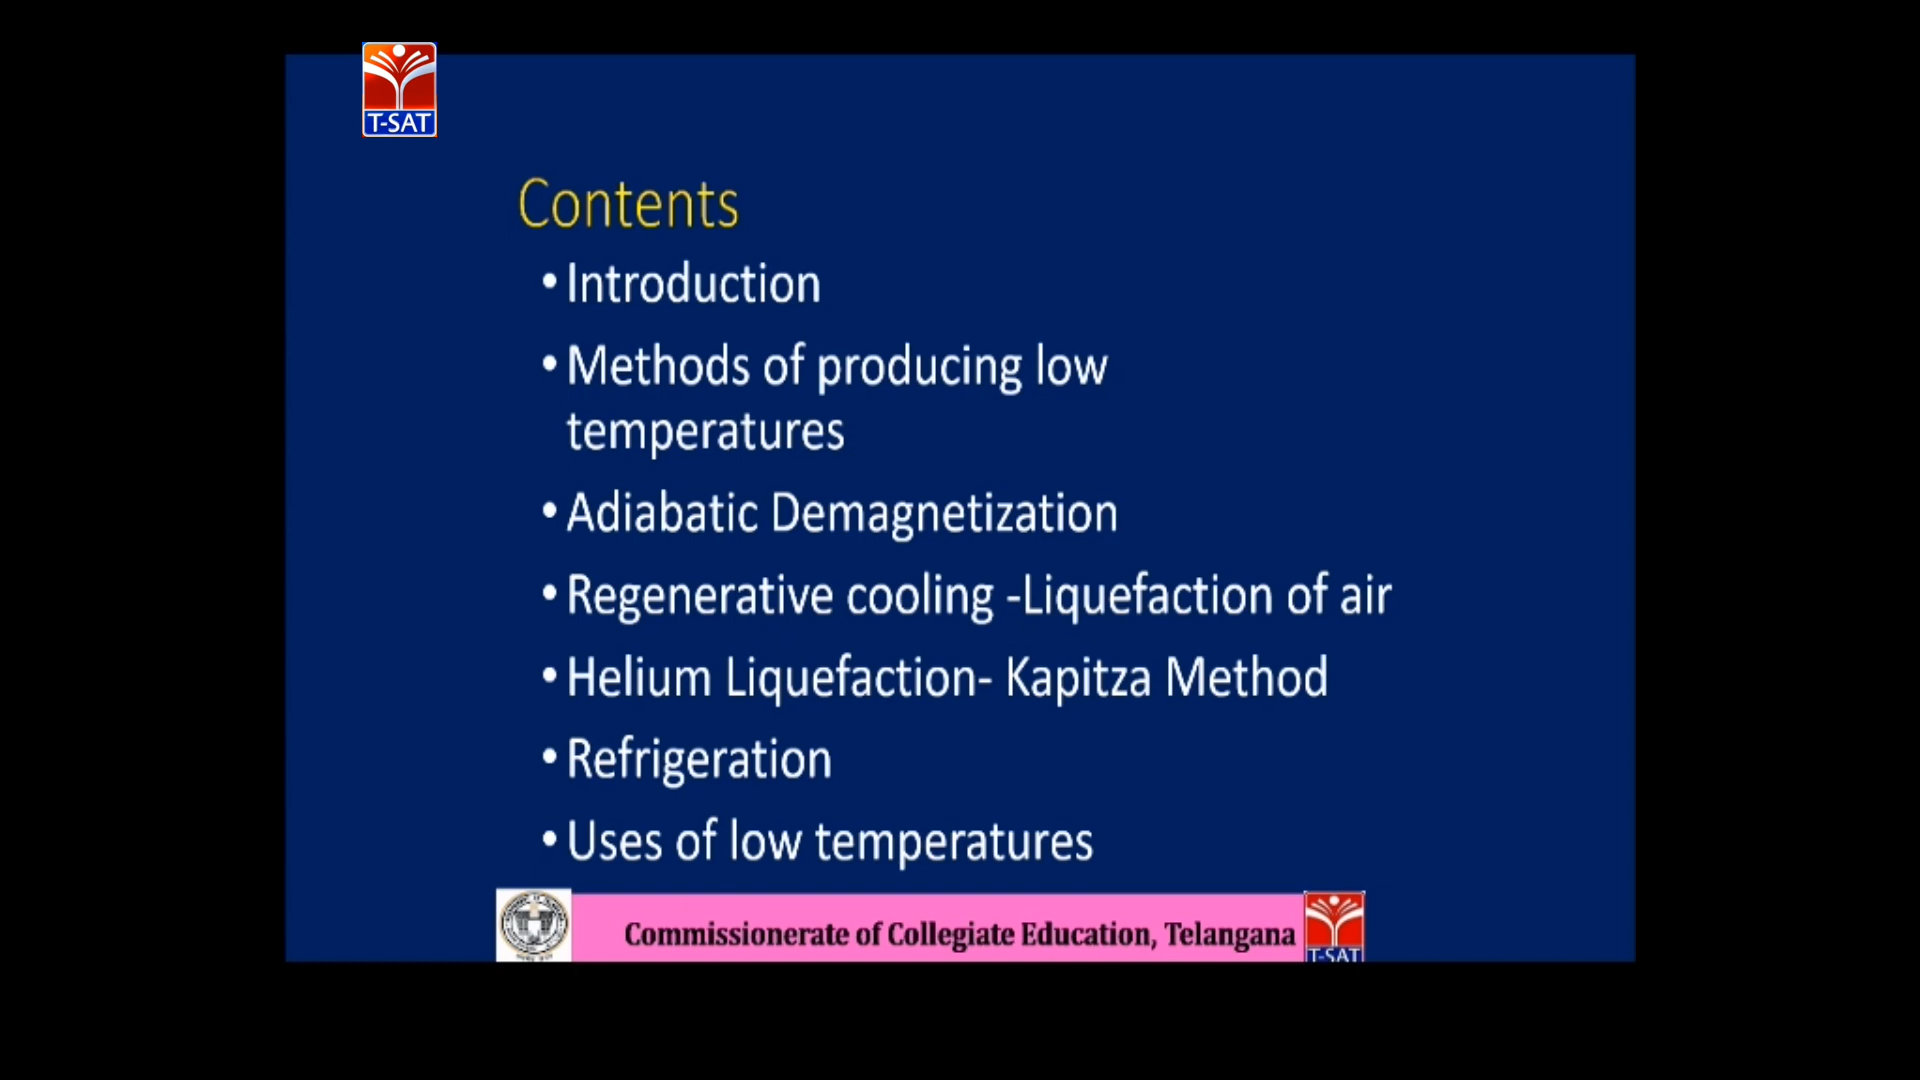 T-SAT
Contents
• Introduction
• Methods of producing low
temperatures
• Adiabatic Demagnetization
• Regenerative cooling -Liquefaction of air
• Helium Liquefaction- Kapitza Method
• Refrigeration
• Uses of low temperatures
Commissionerate of Collegiate Education, Telangana
T-SAT